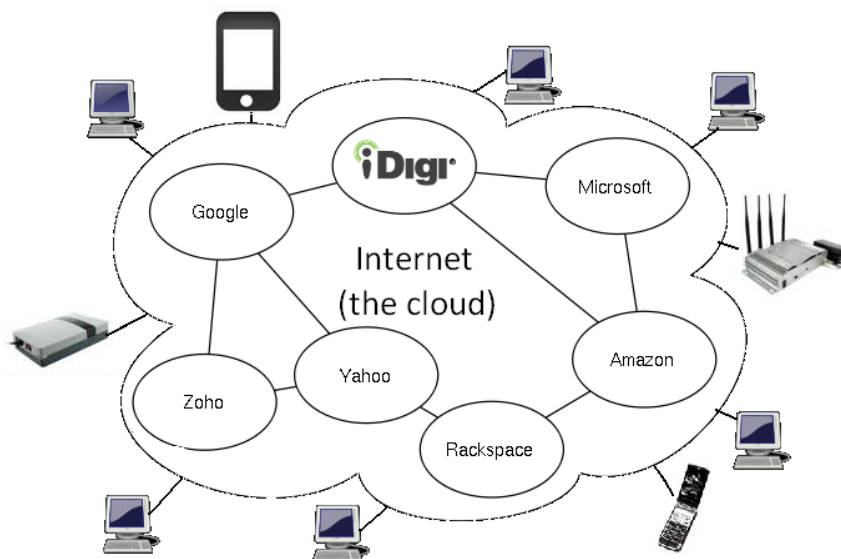 iDigi
Microsoft
Google
Internet
(the cloud)
Amazon
Yahoo
Zoho
Rackspace